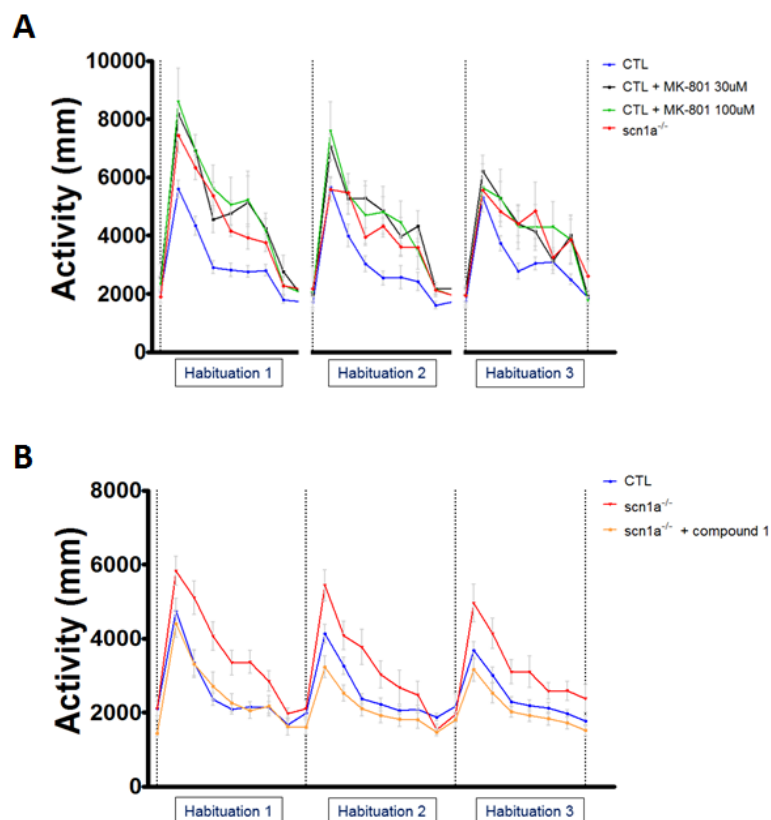 A
Activity (mm)
10000
8000
6000
4000
2000
0
CTL
CTL + MK-801 30uM
CTL + MK-801 100uM
scn1a-/-
Habituation 1
Habituation 2
Habituation 3
B
Activity (mm)
8000
6000
4000
2000
0
CTL
scn1a-/-
scn1a-/- + compound 1
Habituation 1
Habituation 2
Habituation 3